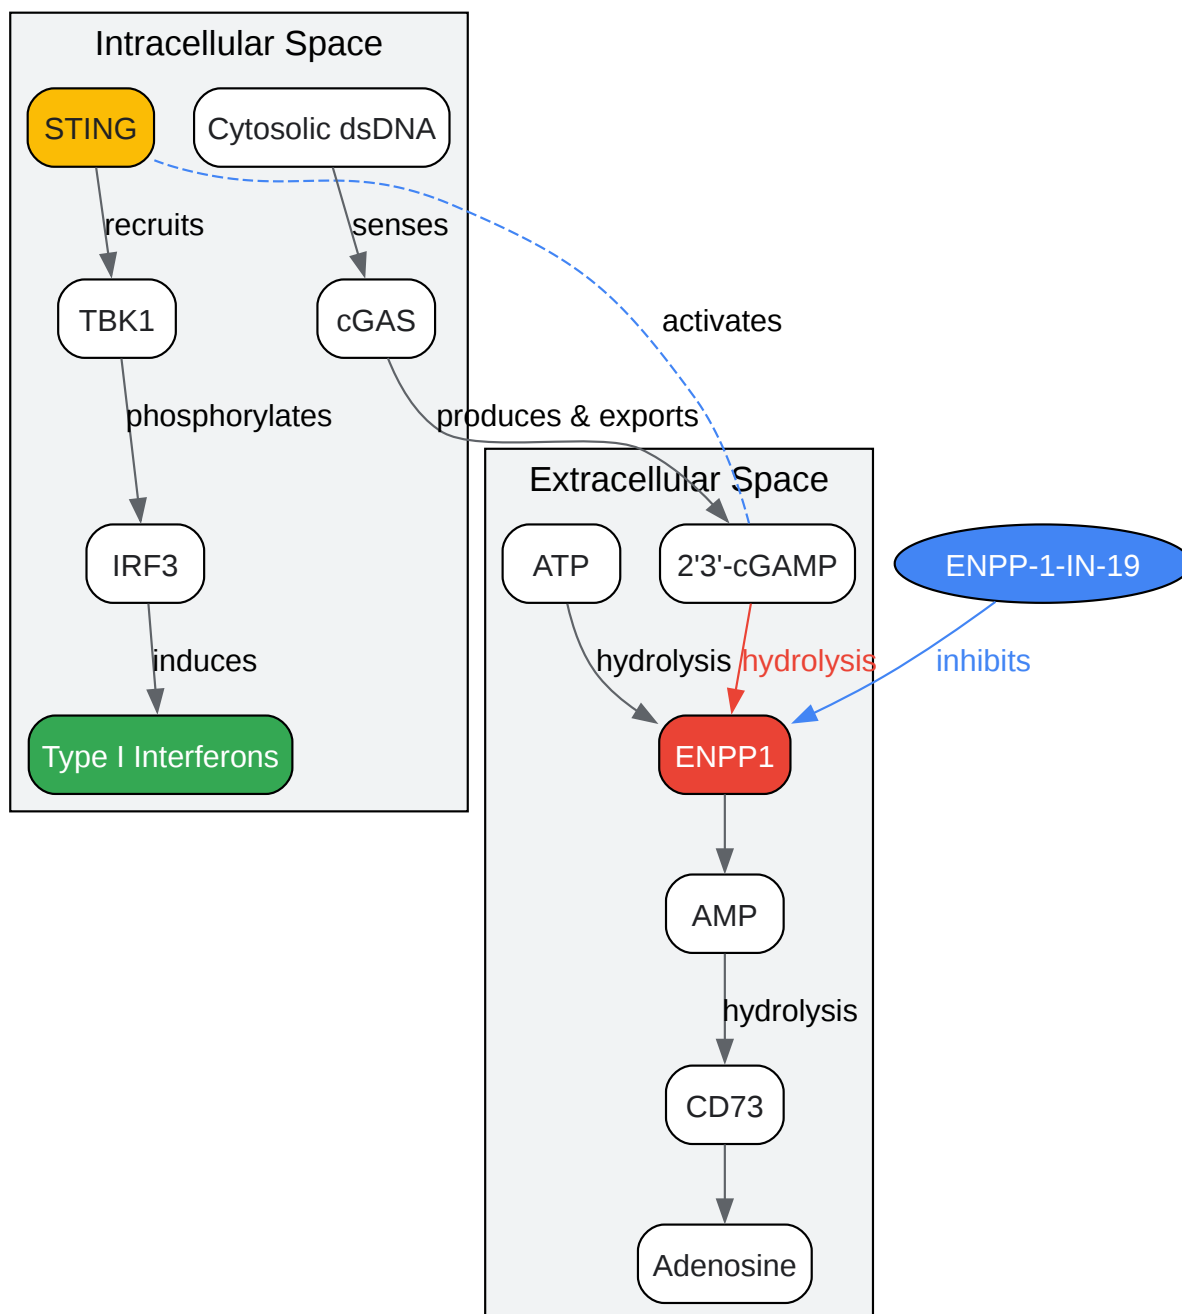 Intracellular Space
STING
Cytosolic dsDNA
recruits
senses
TBK1
cGAS
activates
phosphorylates
produces & exports
Extracellular Space
IRF3
ATP
2'3'-cGAMP
ENPP-1-IN-19
induces
hydrolysis
hydrolysis
inhibits
Type I Interferons
ENPP1
AMP
hydrolysis
CD73
Adenosine